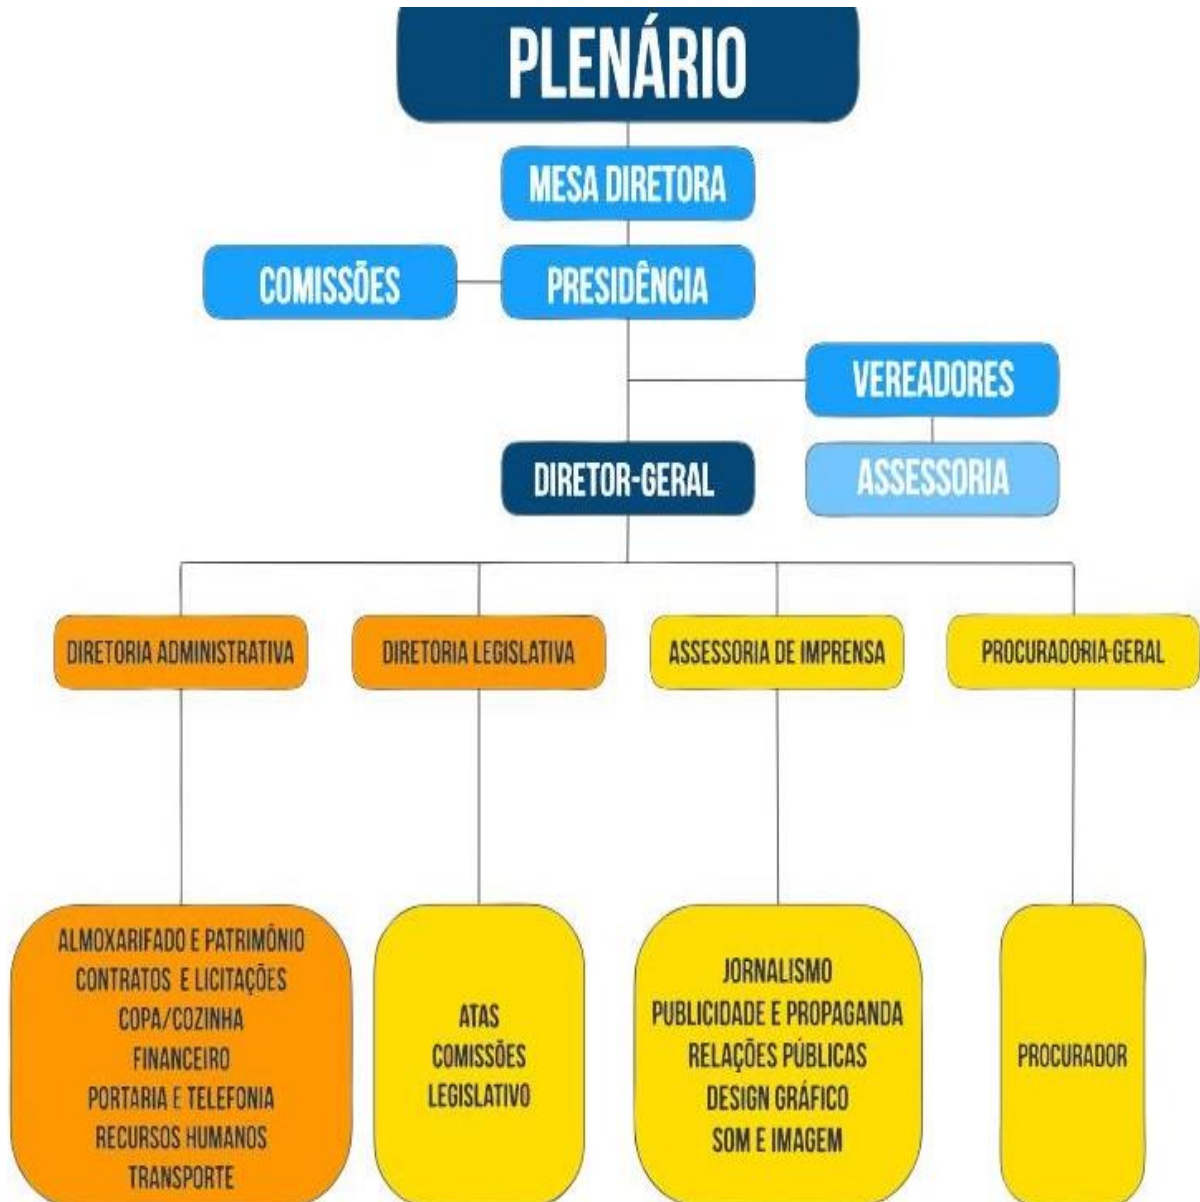 PLENÁRIO
MESA DIRETORA
COMISSÕES
PRESIDÊNCIA
VEREADORES
DIRETOR-GERAL
ASSESSORIA
DIRETORIA ADMINISTRATIVA
DIRETORIA LEGISLATIVA
ASSESSORIA DE IMPRENSA
PROCURADORIA-GERAL
ALMOXARIFADO E PATRIMÔNIO
CONTRATOS E LICITAÇÕES
COPA/COZINHA
FINANCEIRO
PORTARIA E TELEFONIA
RECURSOS HUMANOS
TRANSPORTE
ATAS
COMISSÕES
LEGISLATIVO
JORNALISMO
PUBLICIDADE E PROPAGANDA
RELAÇÕES PÚBLICAS
DESIGN GRÁFICO
SOM E IMAGEM
PROCURADOR